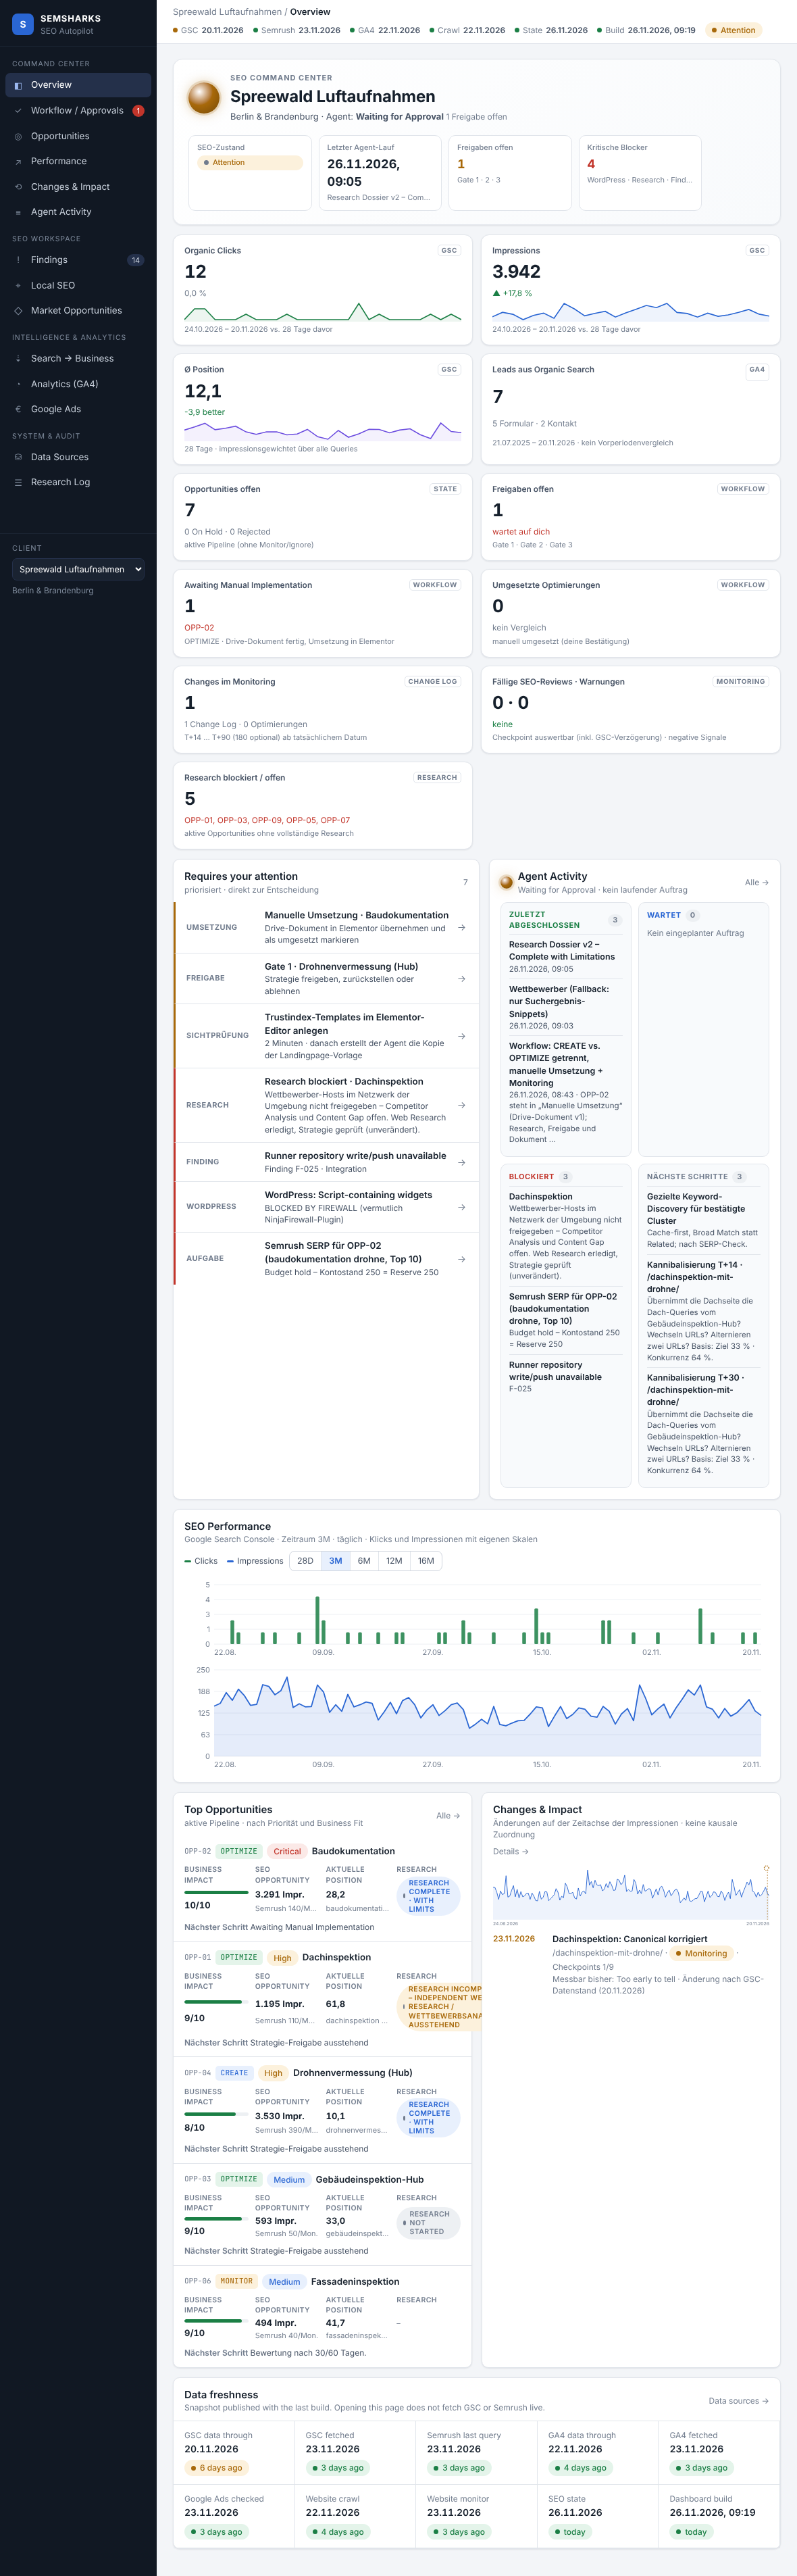 S
SEMSHARKS
SEO Autopilot
COMMAND CENTER
Overview
Workflow / Approvals 1
Opportunities
Performance
Changes & Impact
Agent Activity
SEO WORKSPACE
Findings 14
Local SEO
Market Opportunities
INTELLIGENCE & ANALYTICS
Search → Business
Analytics (GA4)
€ Google Ads
SYSTEM & AUDIT
Data Sources
Research Log
CLIENT
Spreewald Luftaufnahmen
Berlin & Brandenburg
Spreewald Luftaufnahmen / Overview
GSC 20.11.2026 Semrush 23.11.2026 GA4 22.11.2026 Crawl 22.11.2026 State 26.11.2026 Build 26.11.2026, 09:19 Attention
SEO COMMAND CENTER
Spreewald Luftaufnahmen
Berlin & Brandenburg · Agent: Waiting for Approval 1 Freigabe offen
SEO-Zustand
Attention
Letzter Agent-Lauf
26.11.2026,
09:05
Research Dossier v2 – Com...
Freigaben offen
1
Gate 1 · 2 · 3
Kritische Blocker
4
WordPress · Research · Find...
Organic Clicks GSC
12
0,0 %
24.10.2026 – 20.11.2026 vs. 28 Tage davor
Impressions GSC
3.942
▲ +17,8 %
24.10.2026 – 20.11.2026 vs. 28 Tage davor
Ø Position GSC
12,1
-3,9 better
28 Tage · impressionsgewichtet über alle Queries
Leads aus Organic Search GA4
7
5 Formular · 2 Kontakt
21.07.2025 – 20.11.2026 · kein Vorperiodenvergleich
Opportunities offen STATE
7
0 On Hold · 0 Rejected
aktive Pipeline (ohne Monitor/Ignore)
Freigaben offen WORKFLOW
1
wartet auf dich
Gate 1 · Gate 2 · Gate 3
Awaiting Manual Implementation WORKFLOW
1
OPP-02
OPTIMIZE · Drive-Dokument fertig, Umsetzung in Elementor
Umgesetzte Optimierungen WORKFLOW
0
kein Vergleich
manuell umgesetzt (deine Bestätigung)
Changes im Monitoring CHANGE LOG
1
1 Change Log · 0 Optimierungen
T+14 ... T+90 (180 optional) ab tatsächlichem Datum
Fällige SEO-Reviews · Warnungen MONITORING
0 · 0
keine
Checkpoint auswertbar (inkl. GSC-Verzögerung) · negative Signale
Research blockiert / offen RESEARCH
5
OPP-01, OPP-03, OPP-09, OPP-05, OPP-07
aktive Opportunities ohne vollständige Research
Requires your attention 7
priorisiert · direkt zur Entscheidung
UMSETZUNG
Manuelle Umsetzung · Baudokumentation
Drive-Dokument in Elementor übernehmen und
als umgesetzt markieren
→
FREIGABE
Gate 1 · Drohnenvermessung (Hub)
Strategie freigeben, zurückstellen oder
ablehnen
→
SICHTPRÜFUNG
Trustindex-Templates im Elementor-
Editor anlegen
2 Minuten · danach erstellt der Agent die Kopie
der Landingpage-Vorlage
→
RESEARCH
Research blockiert · Dachinspektion
Wettbewerber-Hosts im Netzwerk der
Umgebung nicht freigegeben – Competitor
Analysis und Content Gap offen. Web Research
erledigt, Strategie geprüft (unverändert).
→
FINDING
Runner repository write/push unavailable
Finding F-025 · Integration
→
WORDPRESS
WordPress: Script-containing widgets
BLOCKED BY FIREWALL (vermutlich
NinjaFirewall-Plugin)
→
AUFGABE
Semrush SERP für OPP-02
(baudokumentation drohne, Top 10)
Budget hold – Kontostand 250 = Reserve 250
→
Agent Activity
Waiting for Approval · kein laufender Auftrag
Alle →
ZULETZT
ABGESCHLOSSEN 3
Research Dossier v2 –
Complete with Limitations
26.11.2026, 09:05
Wettbewerber (Fallback:
nur Suchergebnis-
Snippets)
26.11.2026, 09:03
Workflow: CREATE vs.
OPTIMIZE getrennt,
manuelle Umsetzung +
Monitoring
26.11.2026, 08:43 · OPP-02
steht in „Manuelle Umsetzung“
(Drive-Dokument v1);
Research, Freigabe und
Dokument ...
WARTET 0
Kein eingeplanter Auftrag
BLOCKIERT 3
Dachinspektion
Wettbewerber-Hosts im
Netzwerk der Umgebung nicht
freigegeben – Competitor
Analysis und Content Gap
offen. Web Research erledigt,
Strategie geprüft
(unverändert).
Semrush SERP für OPP-02
(baudokumentation
drohne, Top 10)
Budget hold – Kontostand 250
= Reserve 250
Runner repository
write/push unavailable
F-025
NÄCHSTE SCHRITTE 3
Gezielte Keyword-
Discovery für bestätigte
Cluster
Cache-first, Broad Match statt
Related; nach SERP-Check.
Kannibalisierung T+14 ·
/dachinspektion-mit-
drohne/
Übernimmt die Dachseite die
Dach-Queries vom
Gebäudeinspektion-Hub?
Wechseln URLs? Alternieren
zwei URLs? Basis: Ziel 33 % ·
Konkurrenz 64 %.
Kannibalisierung T+30 ·
/dachinspektion-mit-
drohne/
Übernimmt die Dachseite die
Dach-Queries vom
Gebäudeinspektion-Hub?
Wechseln URLs? Alternieren
zwei URLs? Basis: Ziel 33 % ·
Konkurrenz 64 %.
SEO Performance
Google Search Console · Zeitraum 3M · täglich · Klicks und Impressionen mit eigenen Skalen
Clicks Impressions 28D 3M 6M 12M 16M
5
4
3
1
0
22.08. 09.09. 27.09. 15.10. 02.11. 20.11.
250
188
125
63
0
22.08. 09.09. 27.09. 15.10. 02.11. 20.11.
Top Opportunities
aktive Pipeline · nach Priorität und Business Fit
Alle →
OPP-02 OPTIMIZE Critical Baudokumentation
BUSINESS IMPACT
10/10
SEO OPPORTUNITY
3.291 Impr.
Semrush 140/M...
AKTUELLE POSITION
28,2
baudokumentati...
RESEARCH
RESEARCH
COMPLETE
· WITH
LIMITS
Nächster Schritt Awaiting Manual Implementation
OPP-01 OPTIMIZE High Dachinspektion
BUSINESS IMPACT
9/10
SEO OPPORTUNITY
1.195 Impr.
Semrush 110/M...
AKTUELLE POSITION
61,8
dachinspektion ...
RESEARCH
RESEARCH INCOMP
– INDEPENDENT WE
RESEARCH /
WETTBEWERBSANA
AUSSTEHEND
Nächster Schritt Strategie-Freigabe ausstehend
OPP-04 CREATE High Drohnenvermessung (Hub)
BUSINESS IMPACT
8/10
SEO OPPORTUNITY
3.530 Impr.
Semrush 390/M...
AKTUELLE POSITION
10,1
drohnenvermes...
RESEARCH
RESEARCH
COMPLETE
· WITH
LIMITS
Nächster Schritt Strategie-Freigabe ausstehend
OPP-03 OPTIMIZE Medium Gebäudeinspektion-Hub
BUSINESS IMPACT
9/10
SEO OPPORTUNITY
593 Impr.
Semrush 50/Mon.
AKTUELLE POSITION
33,0
gebäudeinspekt...
RESEARCH
RESEARCH
NOT
STARTED
Nächster Schritt Strategie-Freigabe ausstehend
OPP-06 MONITOR Medium Fassadeninspektion
BUSINESS IMPACT
9/10
SEO OPPORTUNITY
494 Impr.
Semrush 40/Mon.
AKTUELLE POSITION
41,7
fassadeninspek...
RESEARCH
–
Nächster Schritt Bewertung nach 30/60 Tagen.
Changes & Impact
Änderungen auf der Zeitachse der Impressionen · keine kausale
Zuordnung
Details →
24.08.2026 20.11.2026
23.11.2026
Dachinspektion: Canonical korrigiert
/dachinspektion-mit-drohne/ · Monitoring ·
Checkpoints 1/9
Messbar bisher: Too early to tell · Änderung nach GSC-
Datenstand (20.11.2026)
Data freshness
Snapshot published with the last build. Opening this page does not fetch GSC or Semrush live.
Data sources →
GSC data through
20.11.2026
6 days ago
GSC fetched
23.11.2026
3 days ago
Semrush last query
23.11.2026
3 days ago
GA4 data through
22.11.2026
4 days ago
GA4 fetched
23.11.2026
3 days ago
Google Ads checked
23.11.2026
3 days ago
Website crawl
22.11.2026
4 days ago
Website monitor
23.11.2026
3 days ago
SEO state
26.11.2026
today
Dashboard build
26.11.2026, 09:19
today